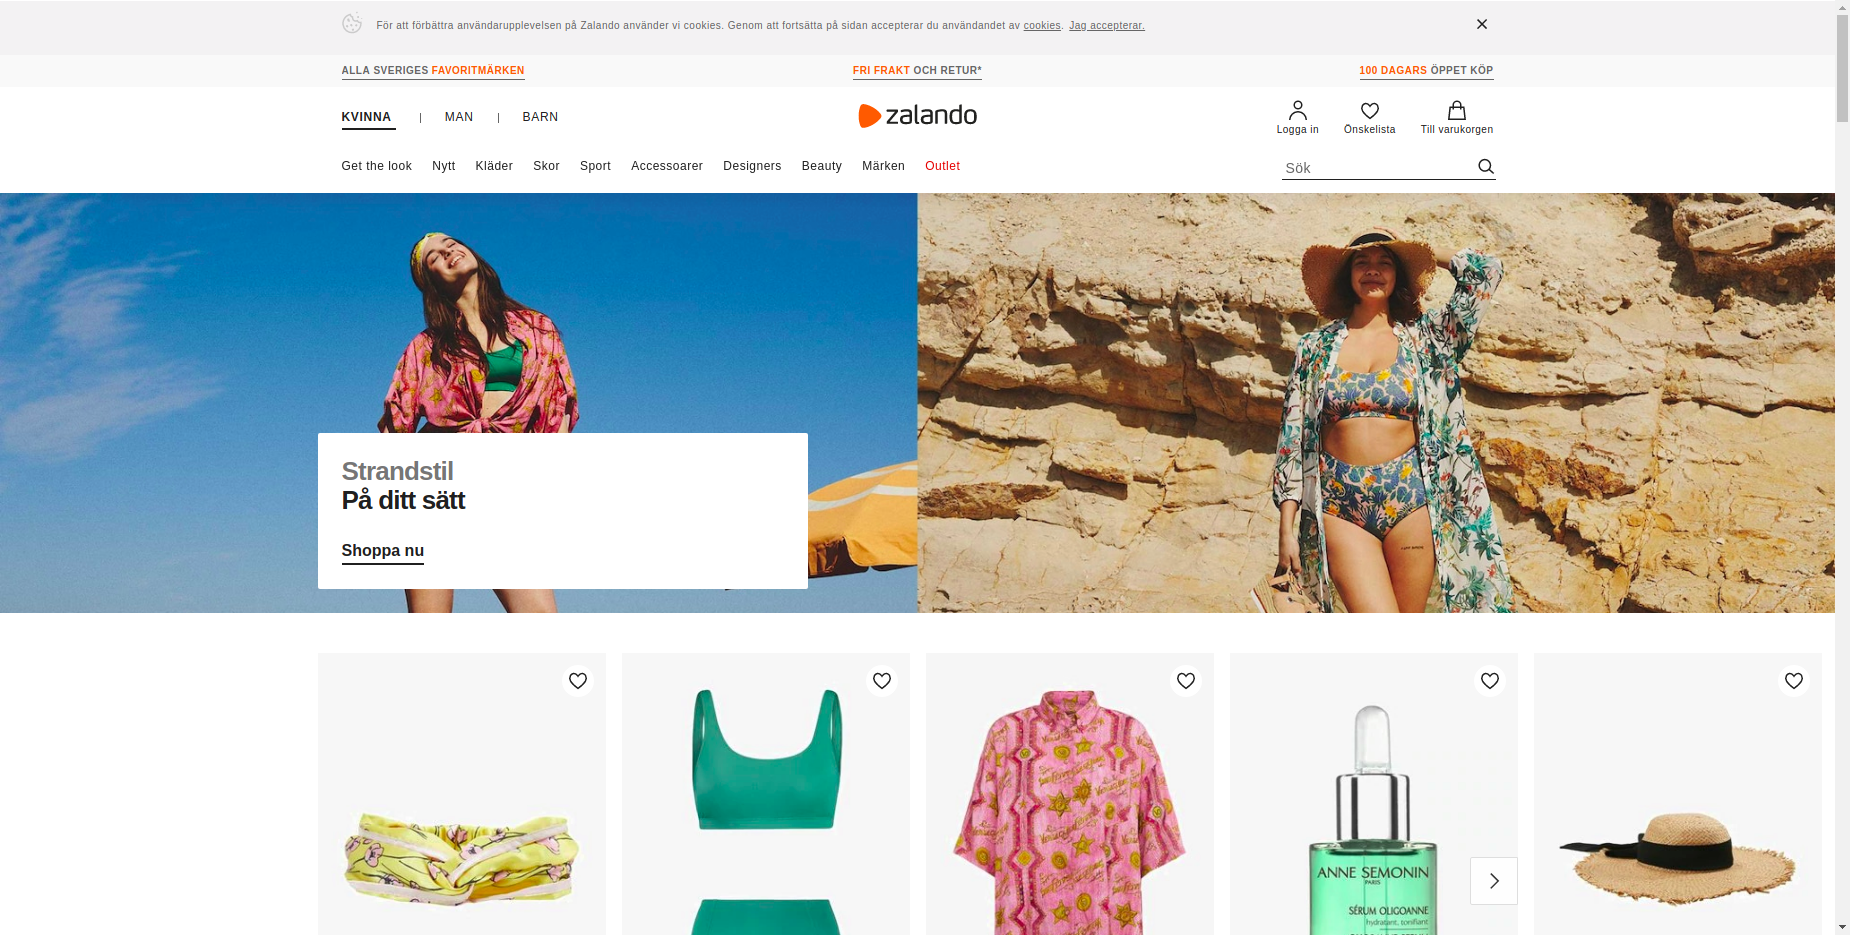 För att förbättra användarupplevelsen på Zalando använder vi cookies. Genom att fortsätta på sidan accepterar du användandet av cookies. Jag accepterar.
ALLA SVERIGES FAVORITMÄRKEN
FRI FRAKT OCH RETUR*
100 DAGARS ÖPPET KÖP
KVINNA | MAN | BARN
zalando
Logga in
Önskelista
Till varukorgen
Get the look
Nytt
Kläder
Skor
Sport
Accessoarer
Designers
Beauty
Märken
Outlet
Sök
Strandstil
På ditt sätt
Shoppa nu
ANNE SEMONIN
PARIS
SÉRUM OLIGOANNE
hydratant, tonifiant